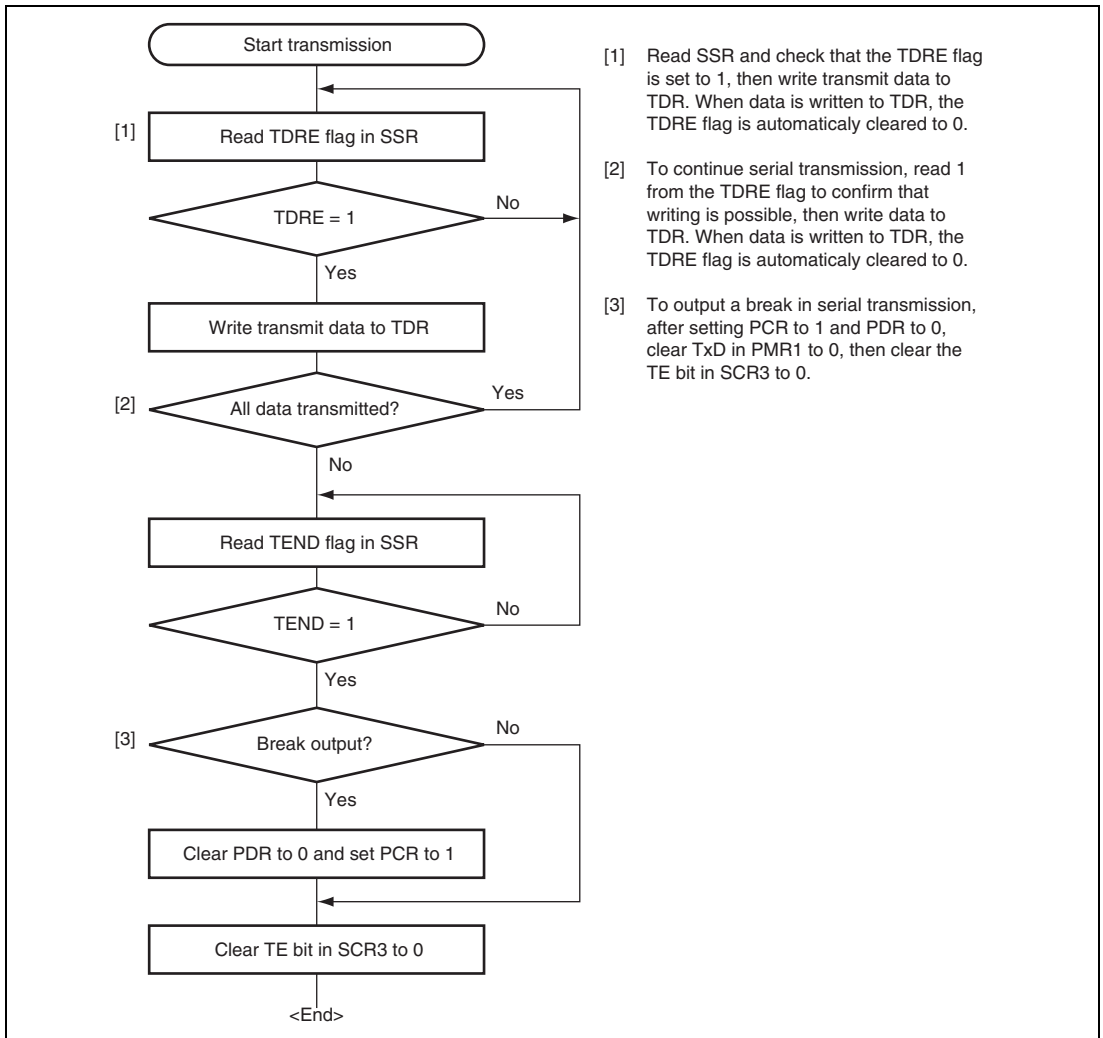 Start transmission
[1]
Read TDRE flag in SSR
TDRE = 1
No
Yes
Write transmit data to TDR
[2]
All data transmitted?
Yes
No
Read TEND flag in SSR
TEND = 1
No
Yes
[3]
Break output?
No
Yes
Clear PDR to 0 and set PCR to 1
Clear TE bit in SCR3 to 0
<End>
[1] Read SSR and check that the TDRE flag
is set to 1, then write transmit data to
TDR. When data is written to TDR, the
TDRE flag is automaticaly cleared to 0.
[2] To continue serial transmission, read 1
from the TDRE flag to confirm that
writing is possible, then write data to
TDR. When data is written to TDR, the
TDRE flag is automaticaly cleared to 0.
[3] To output a break in serial transmission,
after setting PCR to 1 and PDR to 0,
clear TxD in PMR1 to 0, then clear the
TE bit in SCR3 to 0.